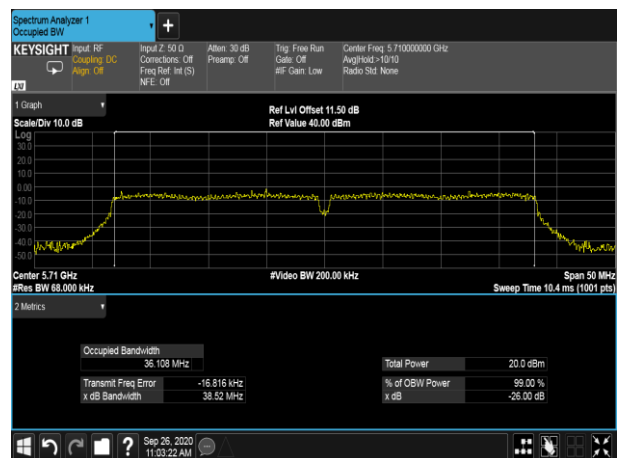 Spectrum Analyzer 1
Occupied BW
+
KEYSIGHT
Input: RF
Coupling: DC
Align: Off
Input Z: 50 Ω
Corrections: Off
Freq Ref: Int (S)
NFE: Off
Atten: 30 dB
Preamp: Off
Trig: Free Run
Gate: Off
#IF Gain: Low
Center Freq: 5.710000000 GHz
Avg|Hold:>10/10
Radio Std: None
LXI
1 Graph
Scale/Div 10.0 dB
Ref Lvl Offset 11.50 dB
Ref Value 40.00 dBm
Log
30.0
20.0
10.0
0.00
-10.0
-20.0
-30.0
-40.0
-50.0
Center 5.71 GHz
#Res BW 68.000 kHz
#Video BW 200.00 kHz
Span 50 MHz
Sweep Time 10.4 ms (1001 pts)
2 Metrics
Occupied Bandwidth
36.108 MHz
Transmit Freq Error -16.816 kHz
x dB Bandwidth 38.52 MHz
Total Power 20.0 dBm
% of OBW Power 99.00 %
x dB -26.00 dB
?
Sep 26, 2020
11:03:22 AM